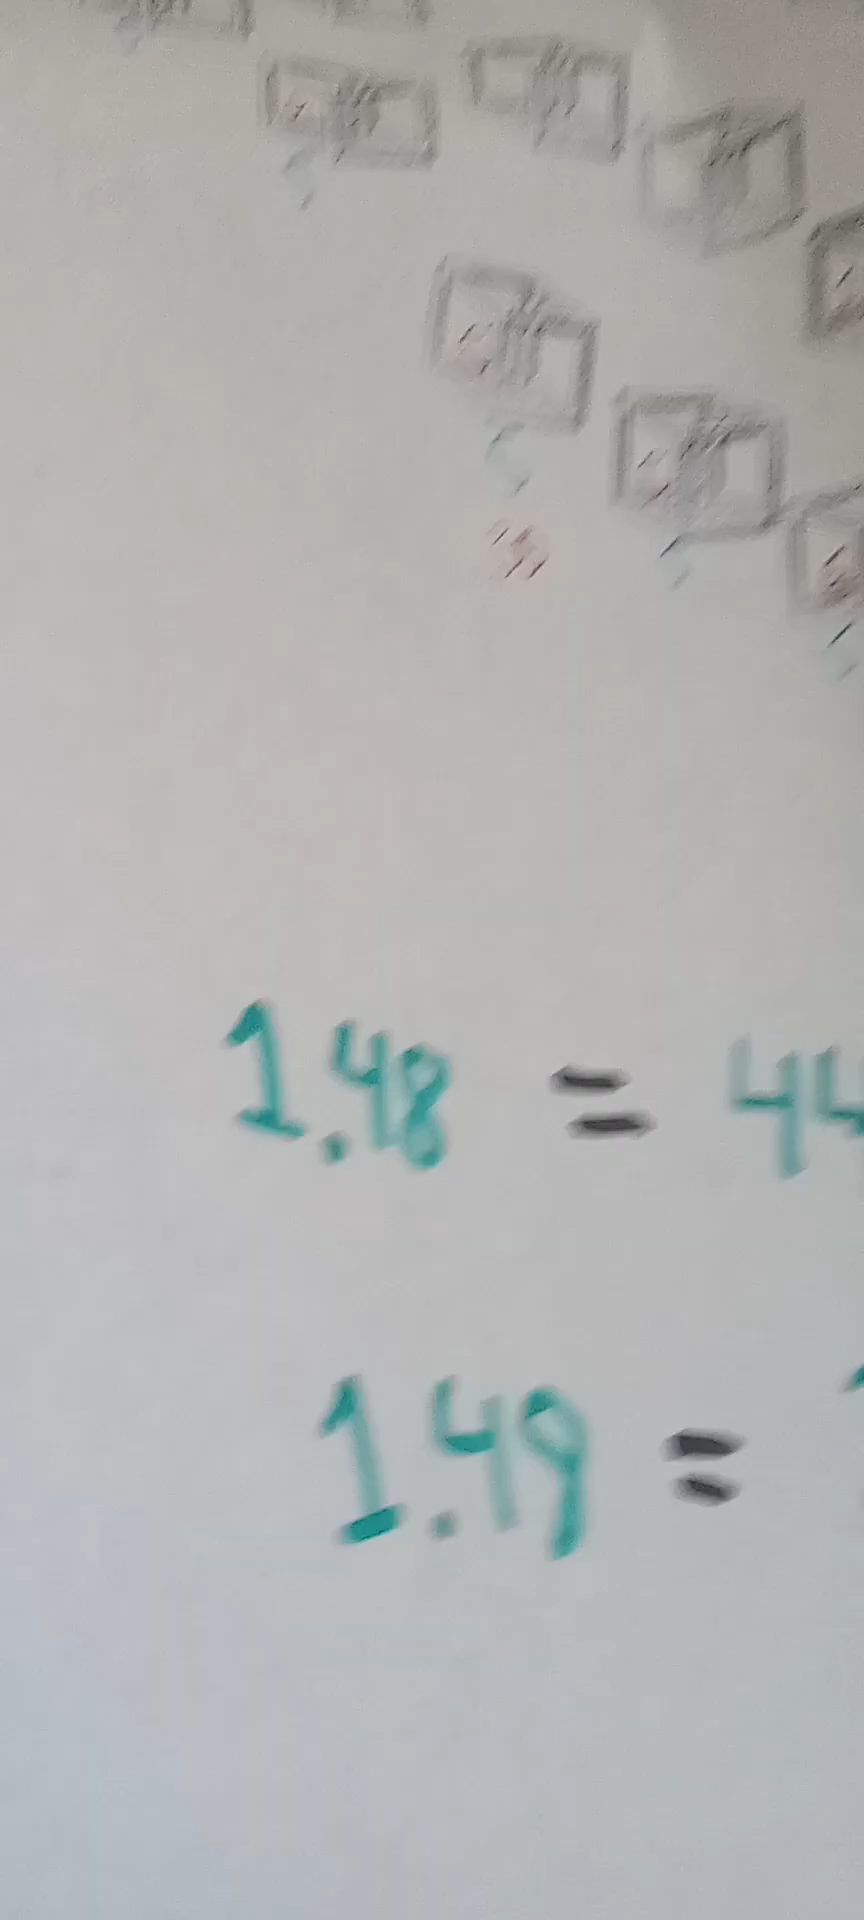 1.48 = 44
1.49 =